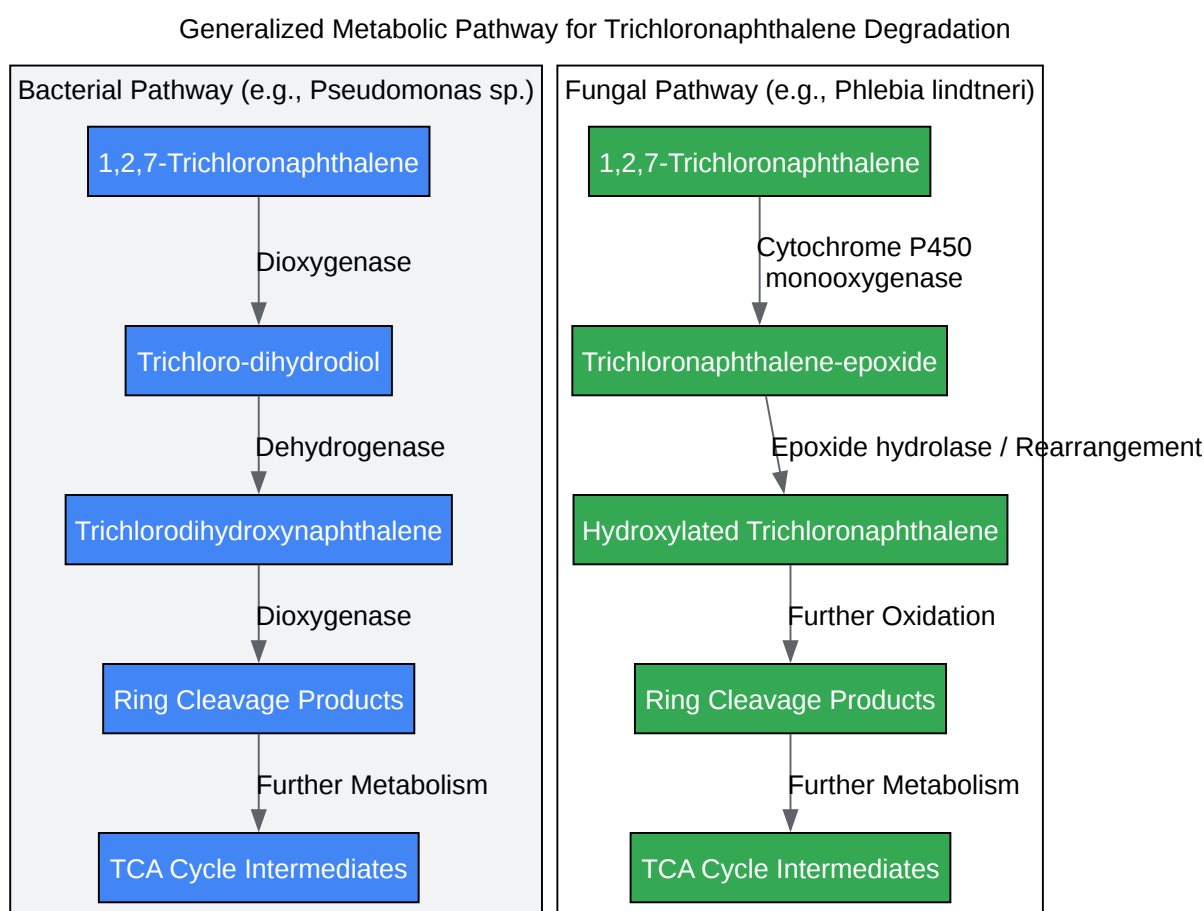 Generalized Metabolic Pathway for Trichloronaphthalene Degradation
Bacterial Pathway (e.g., Pseudomonas sp.)
1,2,7-Trichloronaphthalene
Dioxygenase
Trichloro-dihydrodiol
Dehydrogenase
Trichlorodihydroxynaphthalene
Dioxygenase
Ring Cleavage Products
Further Metabolism
TCA Cycle Intermediates
Fungal Pathway (e.g., Phlebia lindtneri)
1,2,7-Trichloronaphthalene
Cytochrome P450
monooxygenase
Trichloronaphthalene-epoxide
Epoxide hydrolase / Rearrangement
Hydroxylated Trichloronaphthalene
Further Oxidation
Ring Cleavage Products
Further Metabolism
TCA Cycle Intermediates